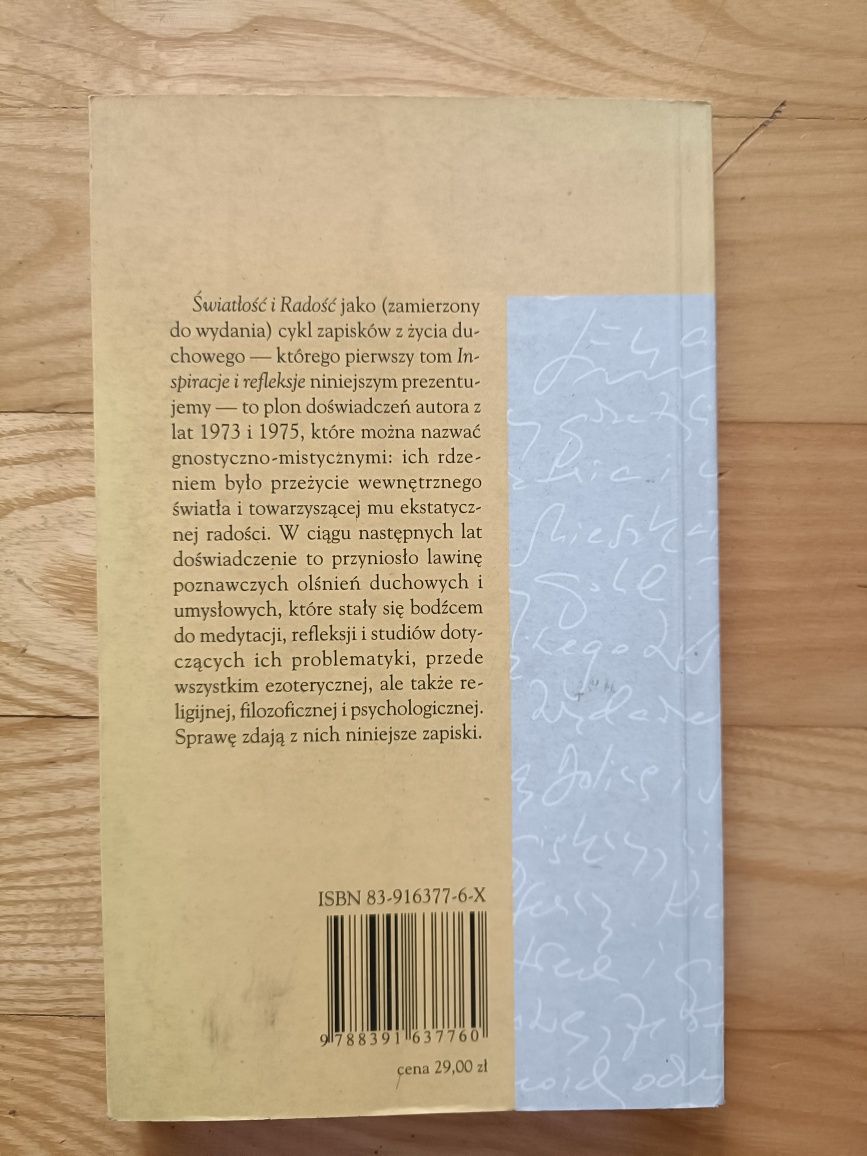 Światłość i Radość jako (zamierzony
do wydania) cykl zapisków z życia du-
chowego — którego pierwszy tom In-
spiracje i refleksje niniejszym prezentu-
jemy — to plon doświadczeń autora z
lat 1973 i 1975, które można nazwać
gnostyczno-mistycznymi: ich rdze-
niem było przeżycie wewnętrznego
światła i towarzyszącej mu ekstatycz-
nej radości. W ciągu następnych lat
doświadczenie to przyniosło lawinę
poznawczych olśnień duchowych i
umysłowych, które stały się bodźcem
do medytacji, refleksji i studiów doty-
czących ich problematyki, przede
wszystkim ezoterycznej, ale także re-
ligijnej, filozoficznej i psychologicznej.
Sprawę zdają z nich niniejsze zapiski.
ISBN 83-916377-6-X
9 788391 637760
cena 29,00 zł